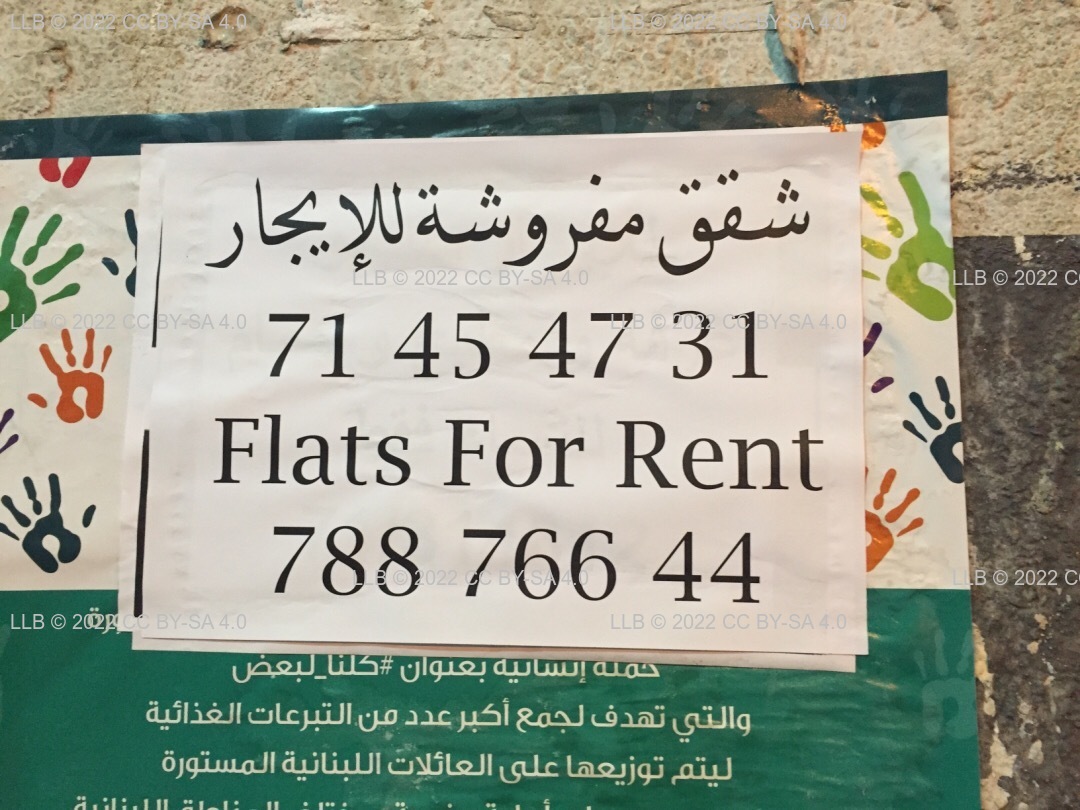 شقق مفروشة للإيجار
71 45 47 31
Flats For Rent
788 766 44
حملة إنسانية بعنوان #كلنا_لبعض
والتي تهدف لجمع أكبر عدد من التبرعات الغذائية
ليتم توزيعها على العائلات اللبنانية المستورة
LLB © 2022 CC BY-SA 4.0